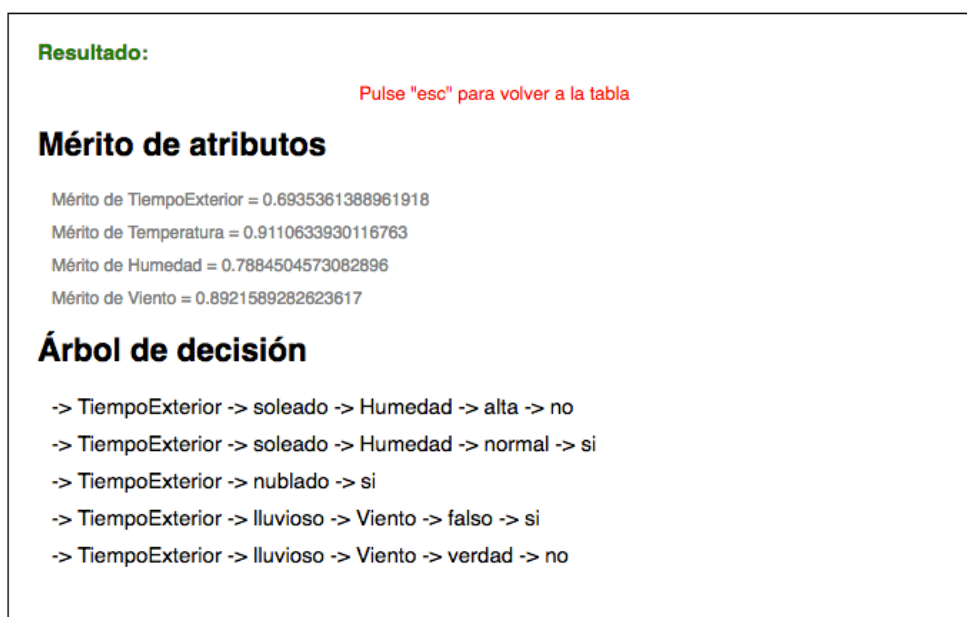 Resultado:
Pulse "esc" para volver a la tabla
Mérito de atributos
Mérito de TiempoExterior = 0.6935361388961918
Mérito de Temperatura = 0.9110633930116763
Mérito de Humedad = 0.7884504573082896
Mérito de Viento = 0.8921589282623617
Árbol de decisión
-> TiempoExterior -> soleado -> Humedad -> alta -> no
-> TiempoExterior -> soleado -> Humedad -> normal -> si
-> TiempoExterior -> nublado -> si
-> TiempoExterior -> lluvioso -> Viento -> falso -> si
-> TiempoExterior -> lluvioso -> Viento -> verdad -> no